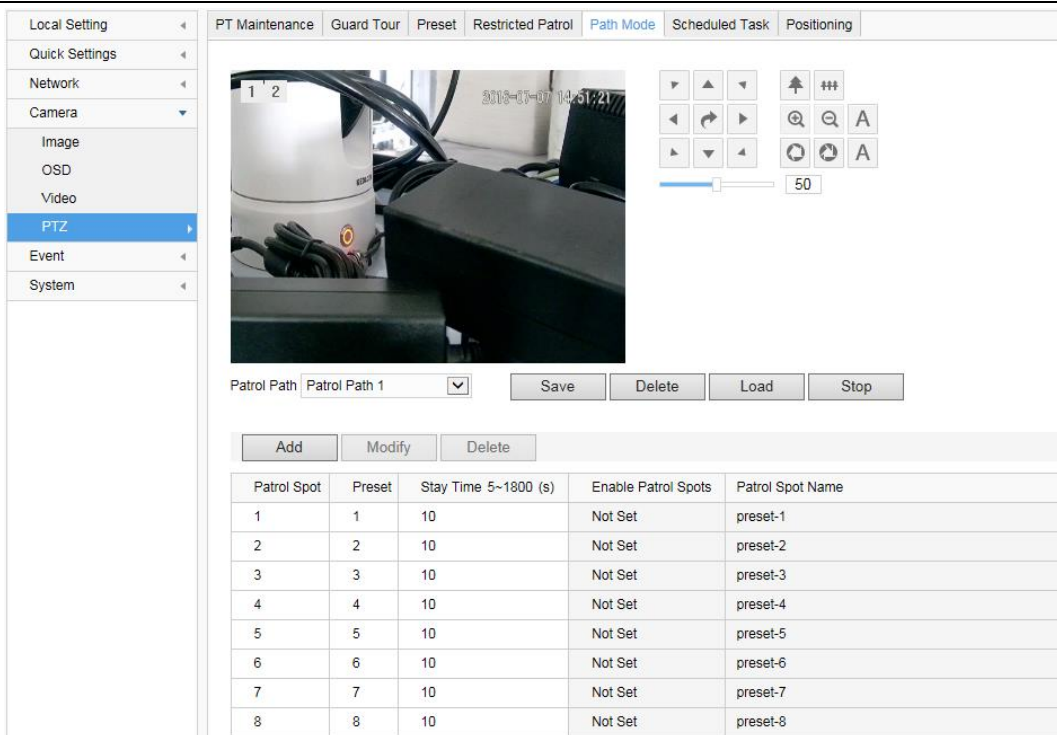 Local Setting
Quick Settings
Network
Camera
Image
OSD
Video
PTZ
Event
System
PT Maintenance Guard Tour Preset Restricted Patrol Path Mode Scheduled Task Positioning
1 2
14:51:21
A
A
50
Patrol Path Patrol Path 1 Save Delete Load Stop
Add Modify Delete
Patrol Spot Preset Stay Time 5~1800 (s) Enable Patrol Spots Patrol Spot Name
1 1 10 Not Set preset-1
2 2 10 Not Set preset-2
3 3 10 Not Set preset-3
4 4 10 Not Set preset-4
5 5 10 Not Set preset-5
6 6 10 Not Set preset-6
7 7 10 Not Set preset-7
8 8 10 Not Set preset-8